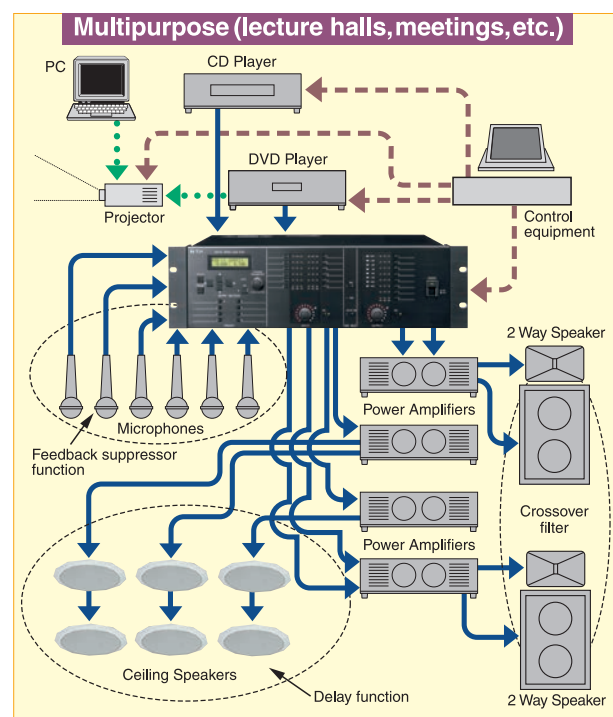 Multipurpose (lecture halls, meetings, etc.)
PC
CD Player
DVD Player
Projector
Control
equipment
2 Way Speaker
Power Amplifiers
Microphones
Feedback suppressor
function
Crossover
filter
Power Amplifiers
Ceiling Speakers
Delay function
2 Way Speaker